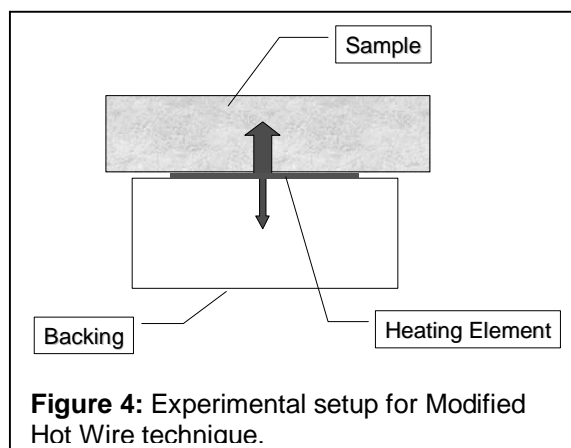 Sample
Backing
Heating Element
Figure 4: Experimental setup for Modified
Hot Wire technique.